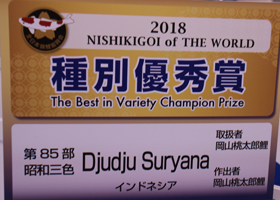 2018
NISHIKIGOI of THE WORLD
種別優秀賞
The Best in Variety Champion Prize
第85部
昭和三色
Djudju Suryana
インドネシア
取扱者
岡山桃太郎鯉
作出者
岡山桃太郎鯉